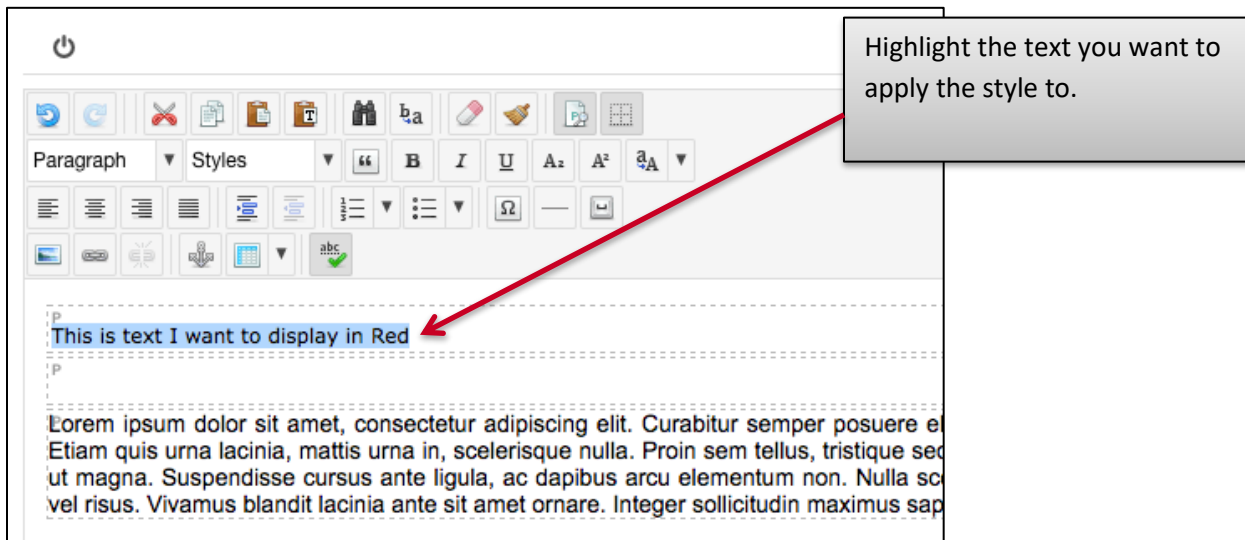 Highlight the text you want to
apply the style to.
Paragraph Styles
This is text I want to display in Red
P
P
Lorem ipsum dolor sit amet, consectetur adipiscing elit. Curabitur semper posuere el
Etiam quis urna lacinia, mattis urna in, scelerisque nulla. Proin sem tellus, tristique sed
ut magna. Suspendisse cursus ante ligula, ac dapibus arcu elementum non. Nulla sc
vel risus. Vivamus blandit lacinia ante sit amet ornare. Integer sollicitudin maximus sap